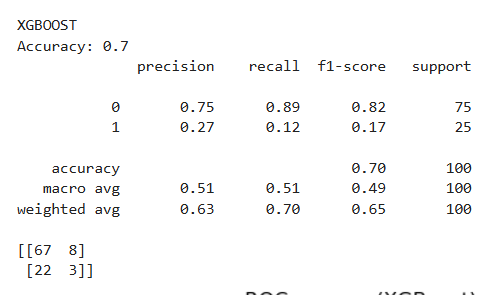 XGBOOST
Accuracy: 0.7
precision recall f1-score support
0 0.75 0.89 0.82 75
1 0.27 0.12 0.17 25
accuracy 0.70 100
macro avg 0.51 0.51 0.49 100
weighted avg 0.63 0.70 0.65 100
[[67 8]
[22 3]]